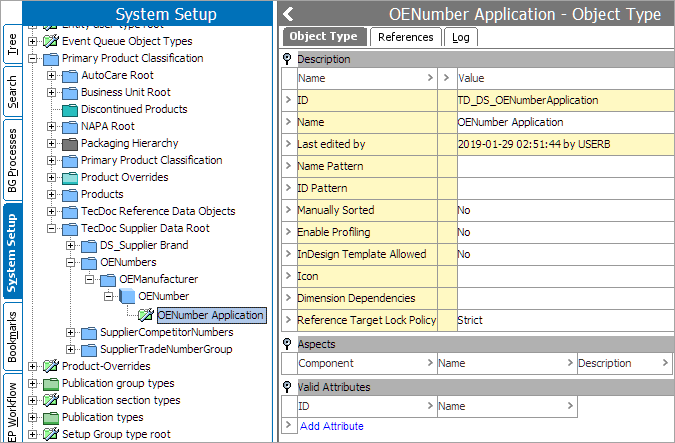 System Setup
Entity user type root
Event Queue Object Types
Primary Product Classification
AutoCare Root
Business Unit Root
Discontinued Products
NAPA Root
Packaging Hierarchy
Primary Product Classification
Product Overrides
Products
TecDoc Reference Data Objects
TecDoc Supplier Data Root
DS_Supplier Brand
OENumbers
OEManufacturer
OENumber
OENumber Application
SupplierCompetitorNumbers
SupplierTradeNumberGroup
Product-Overrides
Publication group types
Publication section types
Publication types
Setup Group type root
Tree
Search
BG Processes
System Setup
Bookmarks
EP Workflow
OENumber Application - Object Type
Object Type References Log
Description
Name > > Value
> ID TD_DS_OENumberApplication
> Name OENumber Application
> Last edited by 2019-01-29 02:51:44 by USERB
> Name Pattern
> ID Pattern
> Manually Sorted No
> Enable Profiling No
> InDesign Template Allowed No
> Icon
> Dimension Dependencies
> Reference Target Lock Policy Strict
Aspects
Component > Name > Description >
Valid Attributes
ID > Name >
> Add Attribute